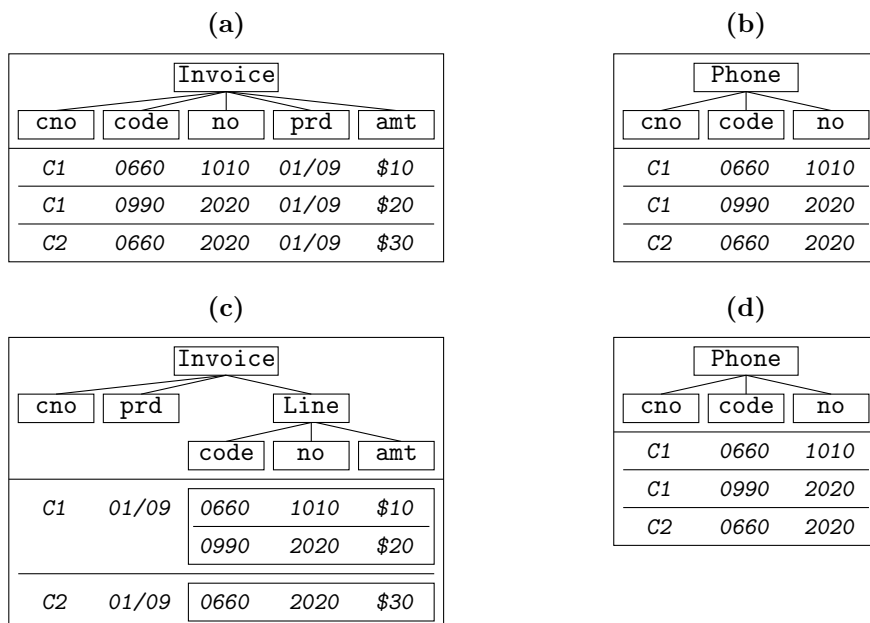 (a)
Invoice
cno code no prd amt
C1 0660 1010 01/09 $10
C1 0990 2020 01/09 $20
C2 0660 2020 01/09 $30
(b)
Phone
cno code no
C1 0660 1010
C1 0990 2020
C2 0660 2020
(c)
Invoice
cno prd Line
code no amt
C1 01/09 0660 1010 $10
0990 2020 $20
C2 01/09 0660 2020 $30
(d)
Phone
cno code no
C1 0660 1010
C1 0990 2020
C2 0660 2020